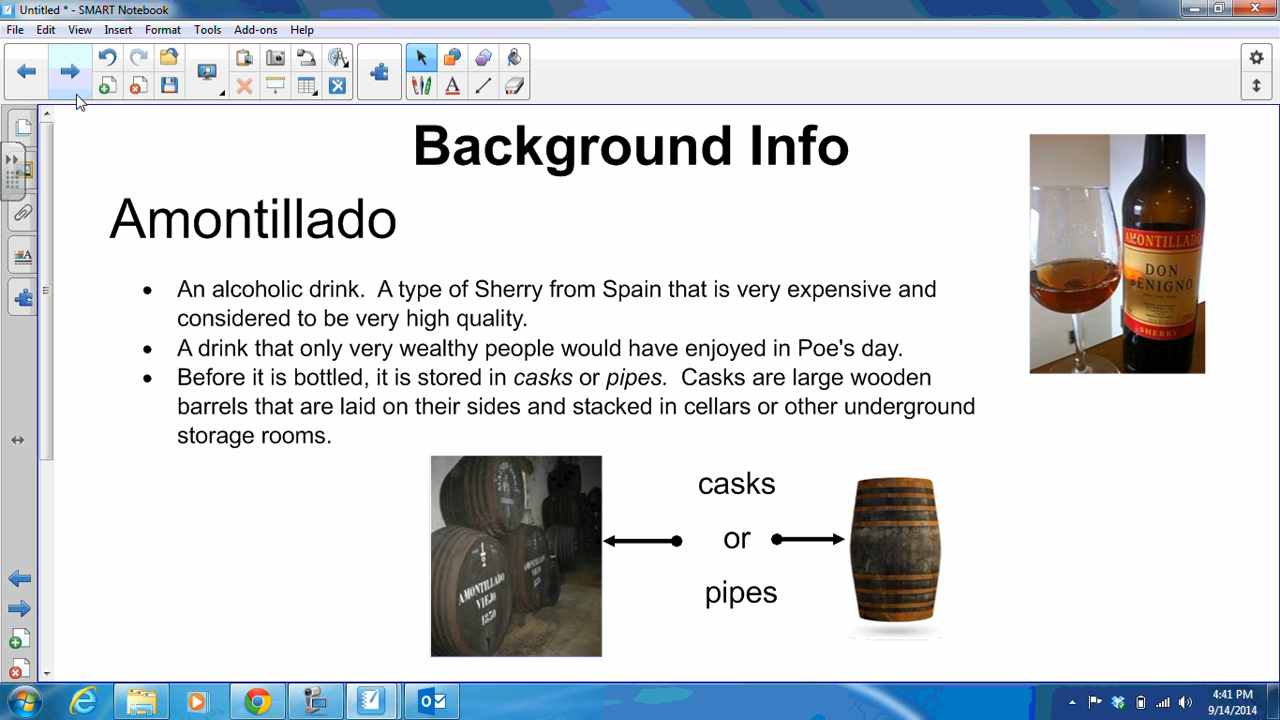 Untitled * - SMART Notebook
File Edit View Insert Format Tools Add-ons Help
Background Info
Amontillado
AMONTILLADO
DON
BENIGNO
SHERRY
• An alcoholic drink.  A type of Sherry from Spain that is very expensive and
considered to be very high quality.
• A drink that only very wealthy people would have enjoyed in Poe's day.
• Before it is bottled, it is stored in casks or pipes.  Casks are large wooden
barrels that are laid on their sides and stacked in cellars or other underground
storage rooms.
casks
or
pipes
AMONTILLADO
VIEJO
1830
4:41 PM
9/14/2014